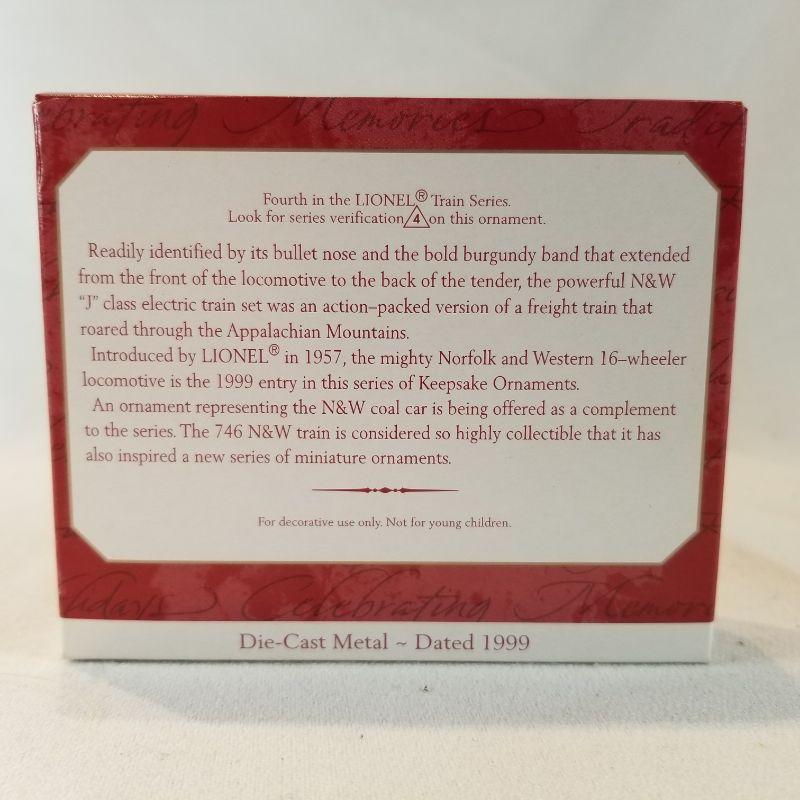 Memories
Fourth in the LIONEL® Train Series.
Look for series verification 4 on this ornament.
Readily identified by its bullet nose and the bold burgundy band that extended
from the front of the locomotive to the back of the tender, the powerful N&W
“J” class electric train set was an action–packed version of a freight train that
roared through the Appalachian Mountains.
Introduced by LIONEL® in 1957, the mighty Norfolk and Western 16–wheeler
locomotive is the 1999 entry in this series of Keepsake Ornaments.
An ornament representing the N&W coal car is being offered as a complement
to the series. The 746 N&W train is considered so highly collectible that it has
also inspired a new series of miniature ornaments.
For decorative use only. Not for young children.
Celebrating
Die-Cast Metal ~ Dated 1999